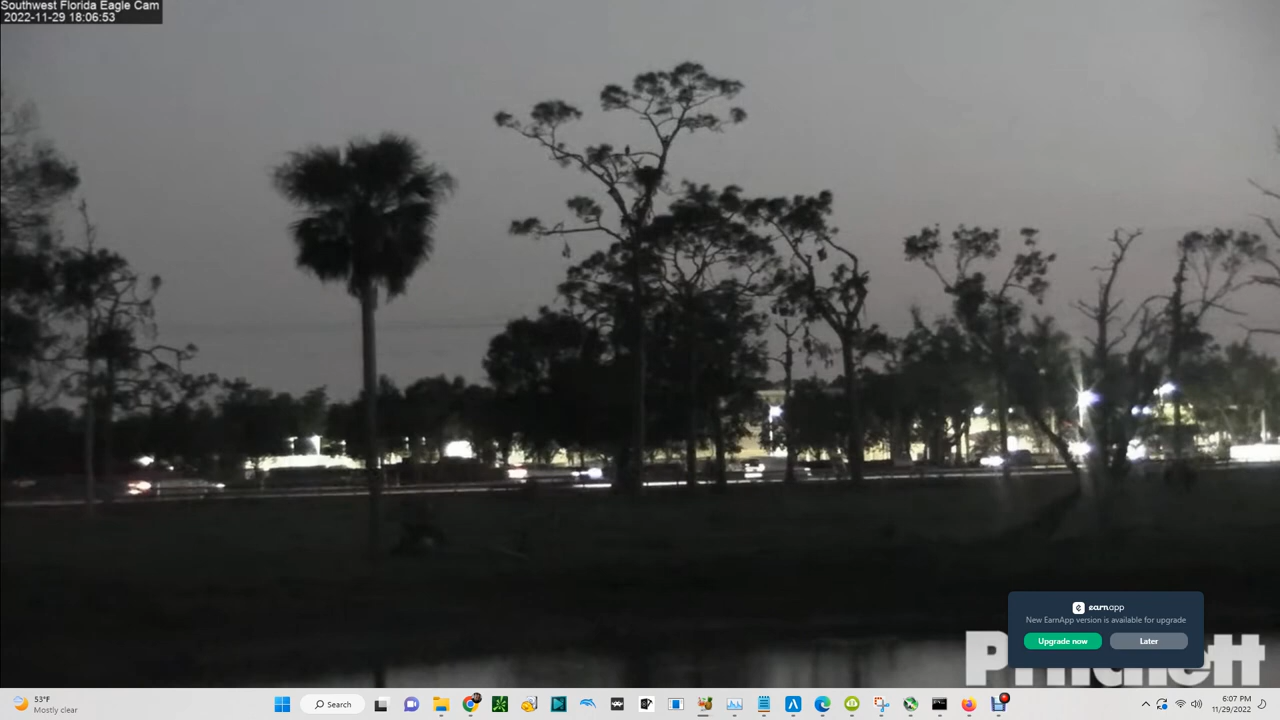 Southwest Florida Eagle Cam
2022-11-29 18:06:53
earnapp
New EarnApp version is available for upgrade
Upgrade now
Later
53°F
Mostly clear
Search
6:07 PM
11/29/2022